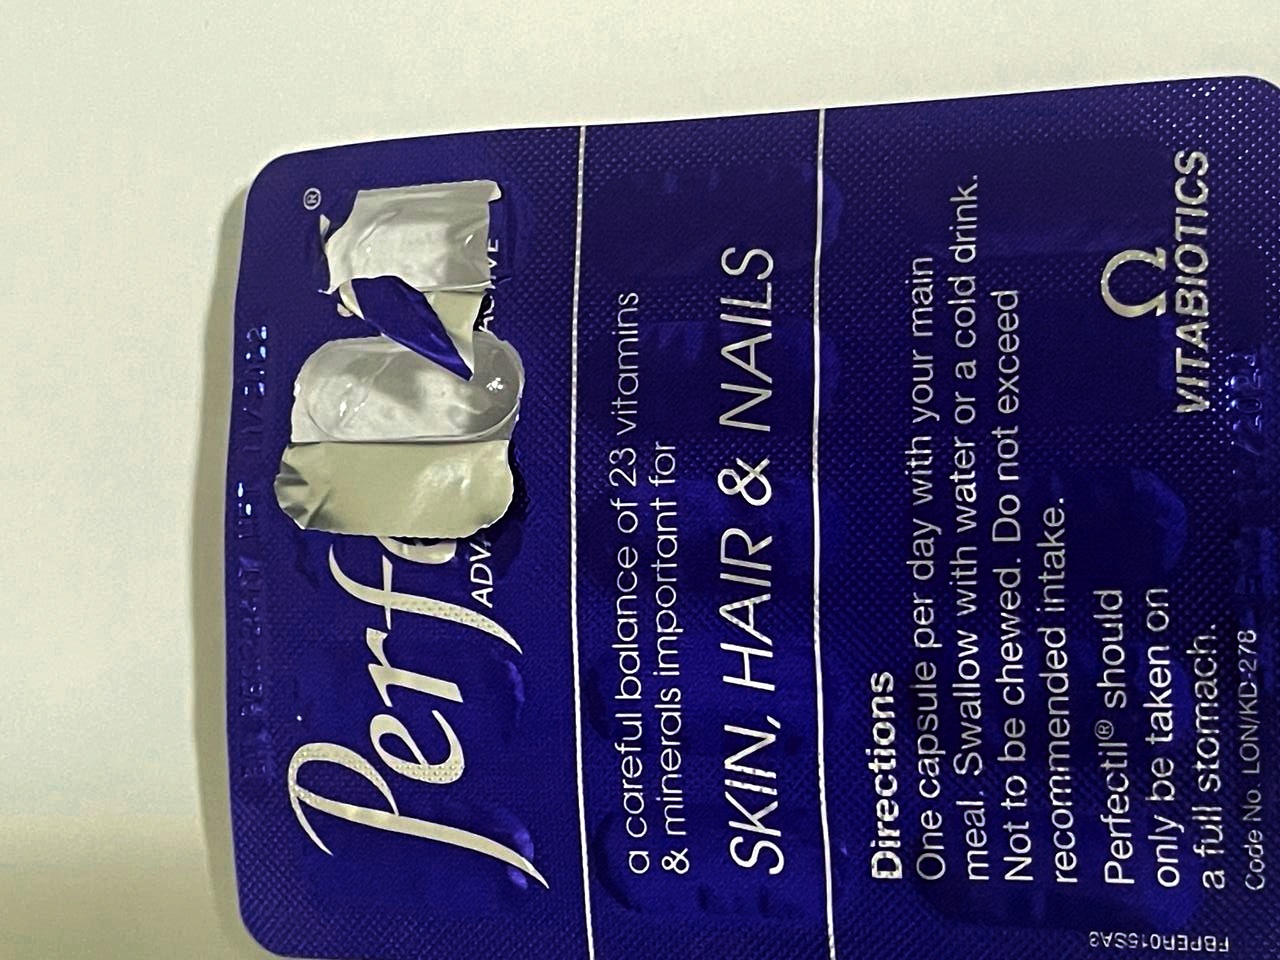 Perf
®
ADV
ACTIVE
a careful balance of 23 vitamins
& minerals important for
SKIN, HAIR & NAILS
Directions
One capsule per day with your main
meal. Swallow with water or a cold drink.
Not to be chewed. Do not exceed
recommended intake.
Perfectil® should
only be taken on
a full stomach.
Code No. LON/KD-278
Ω
VITABIOTICS
FBPER015SA3